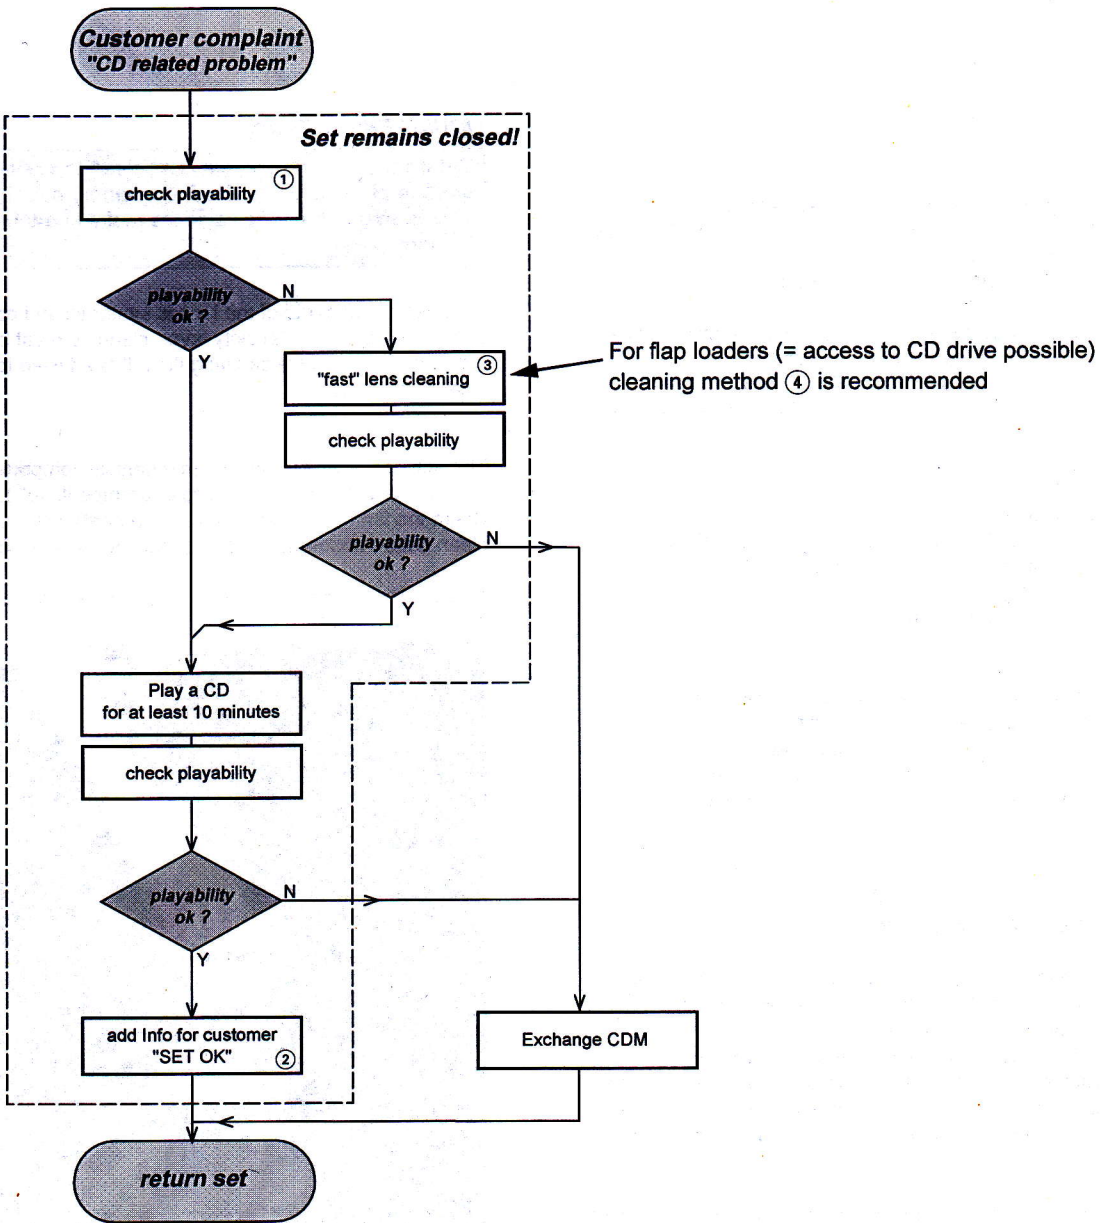 Customer complaint
"CD related problem"
Set remains closed!
check playability ①
playability
ok ?
N
Y
"fast" lens cleaning ③
For flap loaders (= access to CD drive possible)
cleaning method ④ is recommended
check playability
playability
ok ?
N
Y
Play a CD
for at least 10 minutes
check playability
playability
ok ?
N
Y
add Info for customer
"SET OK" ②
Exchange CDM
return set